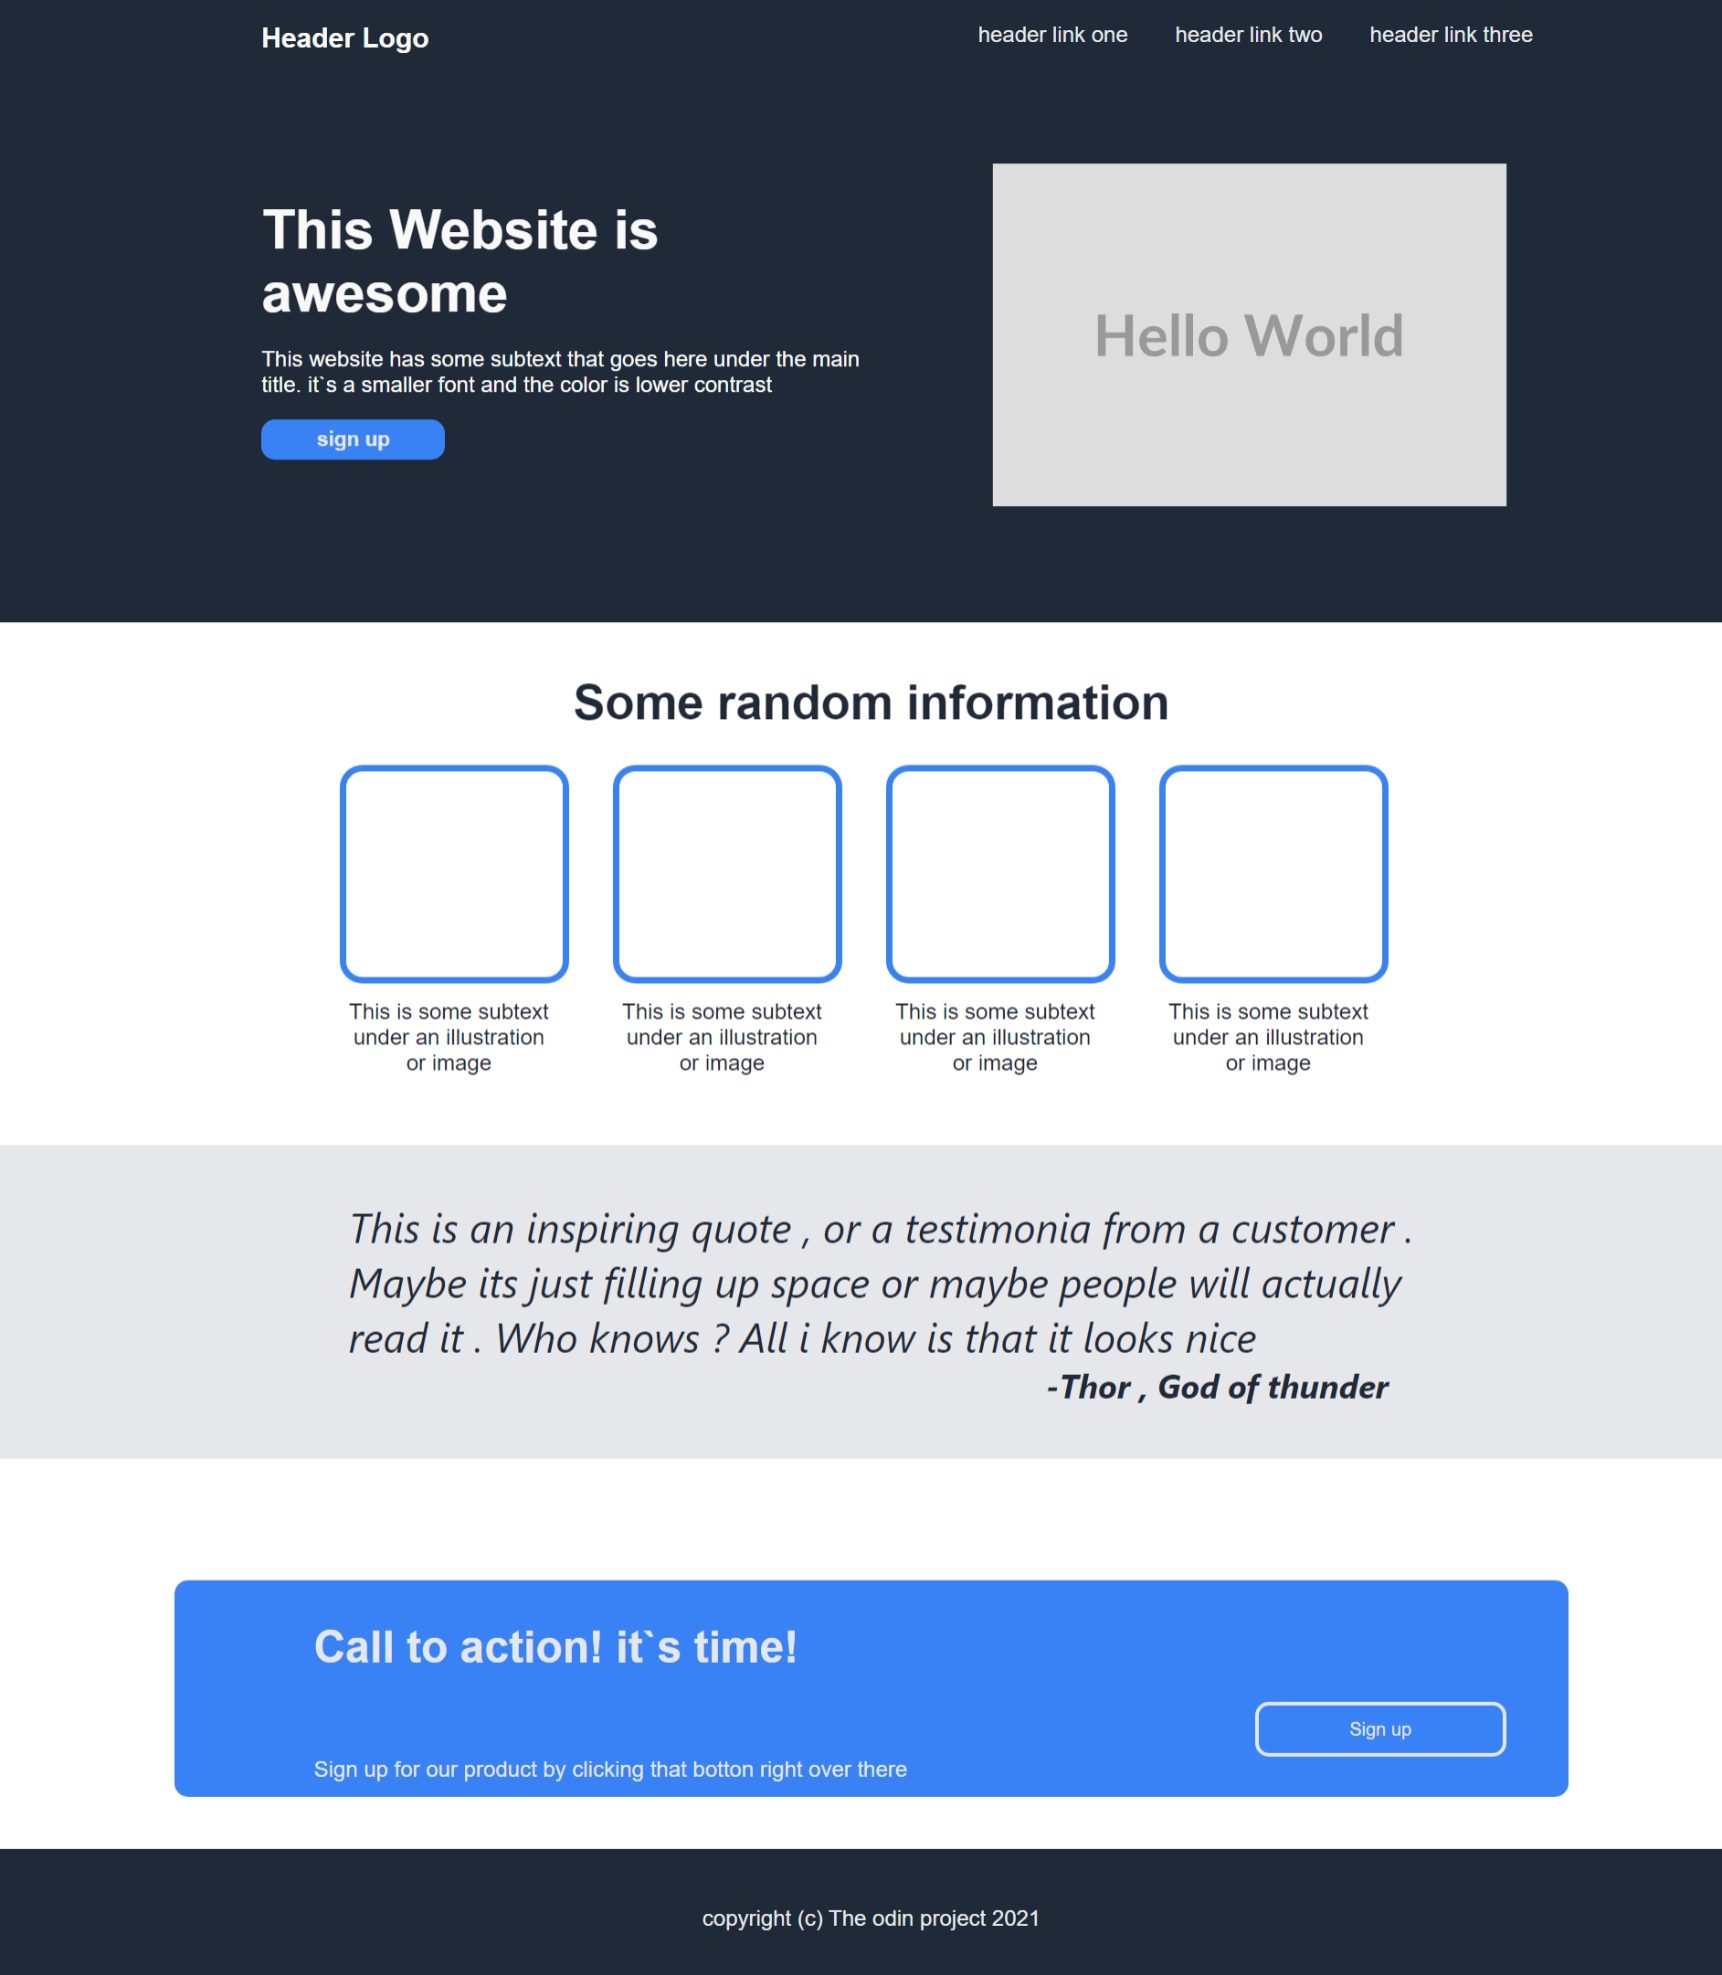 Header Logo
header link one
header link two
header link three
This Website is
awesome
This website has some subtext that goes here under the main
title. it`s a smaller font and the color is lower contrast
sign up
Hello World
Some random information
This is some subtext
under an illustration
or image
This is some subtext
under an illustration
or image
This is some subtext
under an illustration
or image
This is some subtext
under an illustration
or image
This is an inspiring quote , or a testimonia from a customer .
Maybe its just filling up space or maybe people will actually
read it . Who knows ? All i know is that it looks nice
-Thor , God of thunder
Call to action! it`s time!
Sign up for our product by clicking that botton right over there
Sign up
copyright (c) The odin project 2021